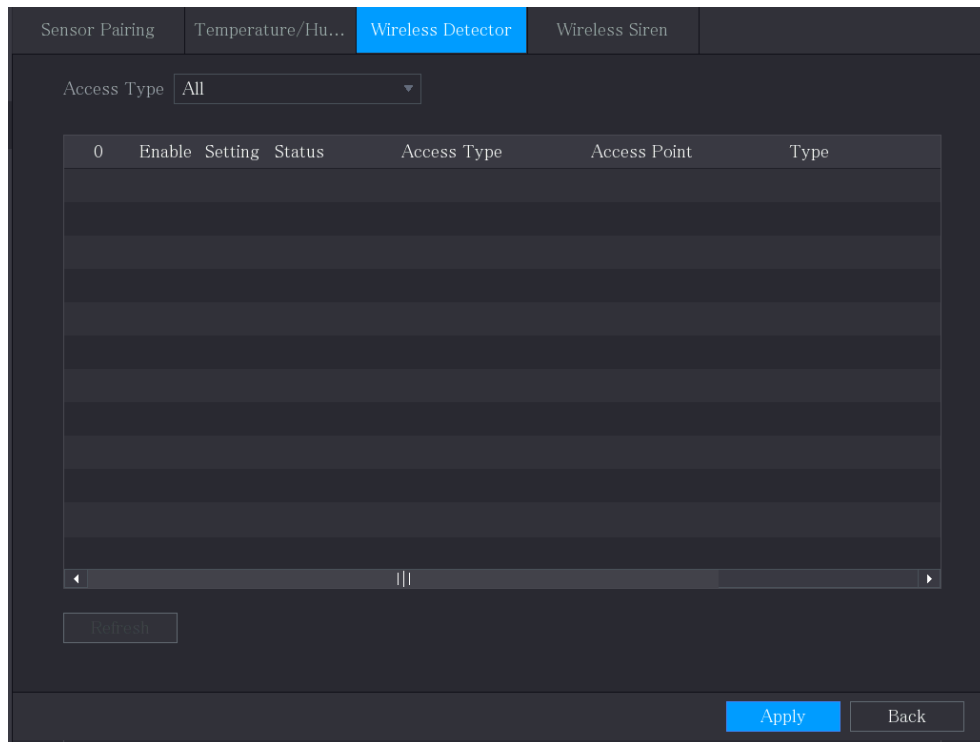 Sensor Pairing Temperature/Hu... Wireless Detector Wireless Siren
Access Type All
0 Enable Setting Status Access Type Access Point Type
Refresh
Apply Back